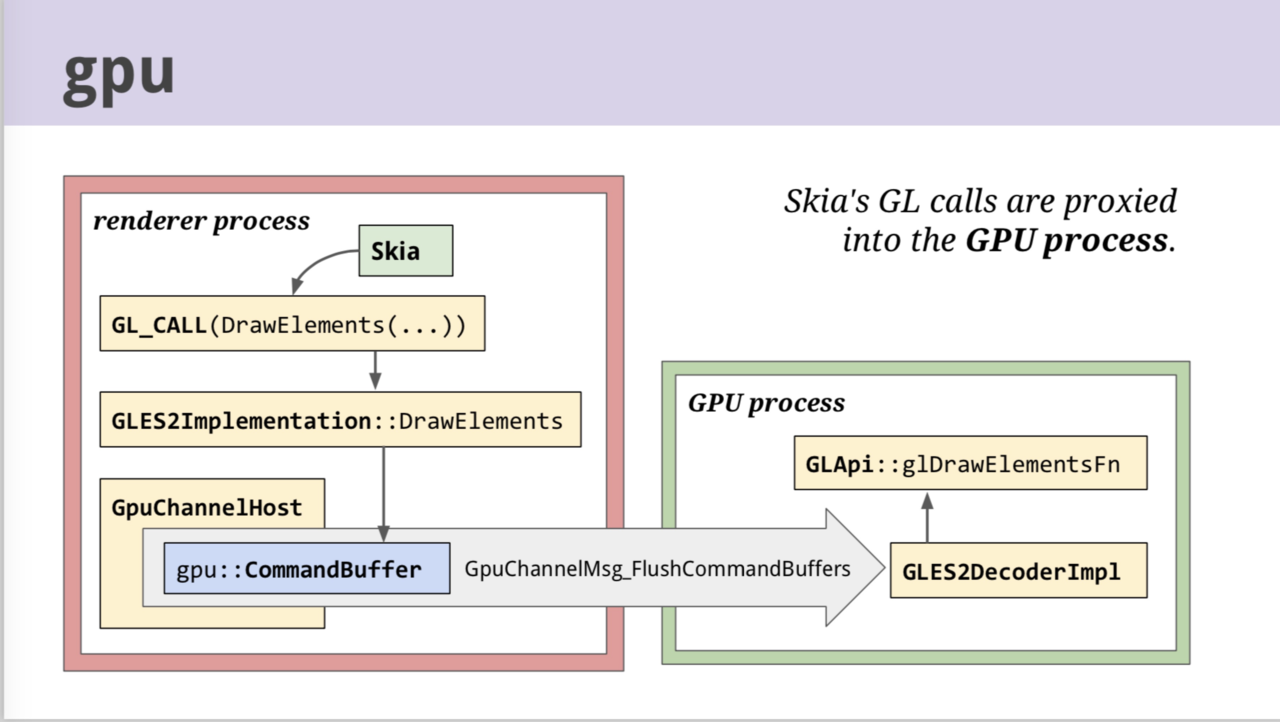 gpu
Skia's GL calls are proxied
into the GPU process.
renderer process
Skia
GL_CALL(DrawElements(...))
GLES2Implementation::DrawElements
GpuChannelHost
gpu::CommandBuffer
GpuChannelMsg_FlushCommandBuffers
GPU process
GLApi::glDrawElementsFn
GLES2DecoderImpl